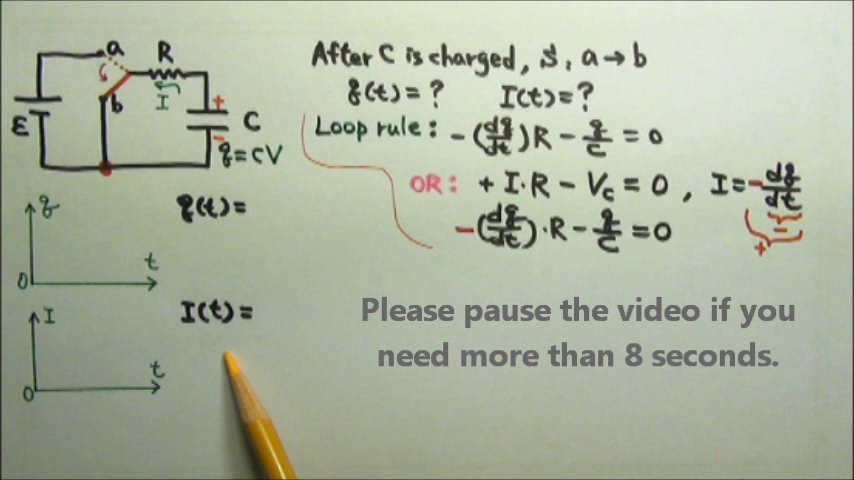 After C is charged, S, a → b
q(t) = ? I(t) = ?
Loop rule: -(dq/dt)R - q/C = 0
OR: + I·R - Vc = 0 , I = -dq/dt
-(dq/dt)·R - q/C = 0
+ -
a
R
b
I
+
-
ε
C
q = CV
q
q(t) =
t
0
I
I(t) =
t
0
Please pause the video if you
need more than 8 seconds.